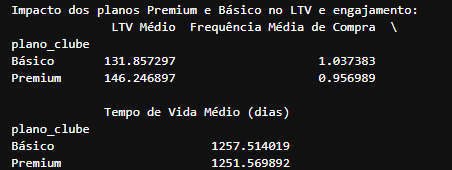 Impacto dos planos Premium e Básico no LTV e engajamento:
LTV Médio  Frequência Média de Compra  \
plano_clube
Básico  131.857297  1.037383
Premium  146.246897  0.956989
Tempo de Vida Médio (dias)
plano_clube
Básico  1257.514019
Premium  1251.569892